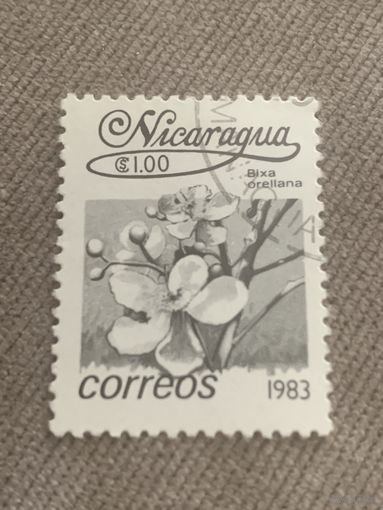 Nicaragua
C$ 1.00
Bixa
orellana
correos
1983